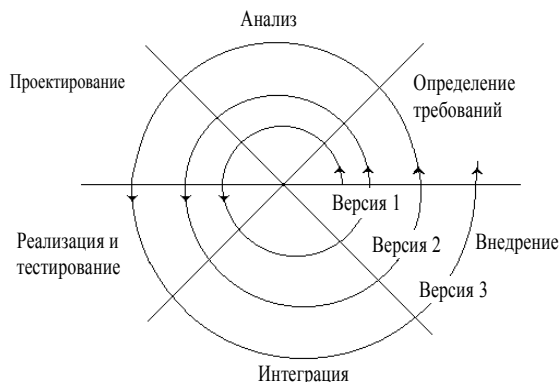 Анализ
Проектирование
Определение
требований
Версия 1
Реализация и
тестирование
Версия 2
Внедрение
Версия 3
Интеграция